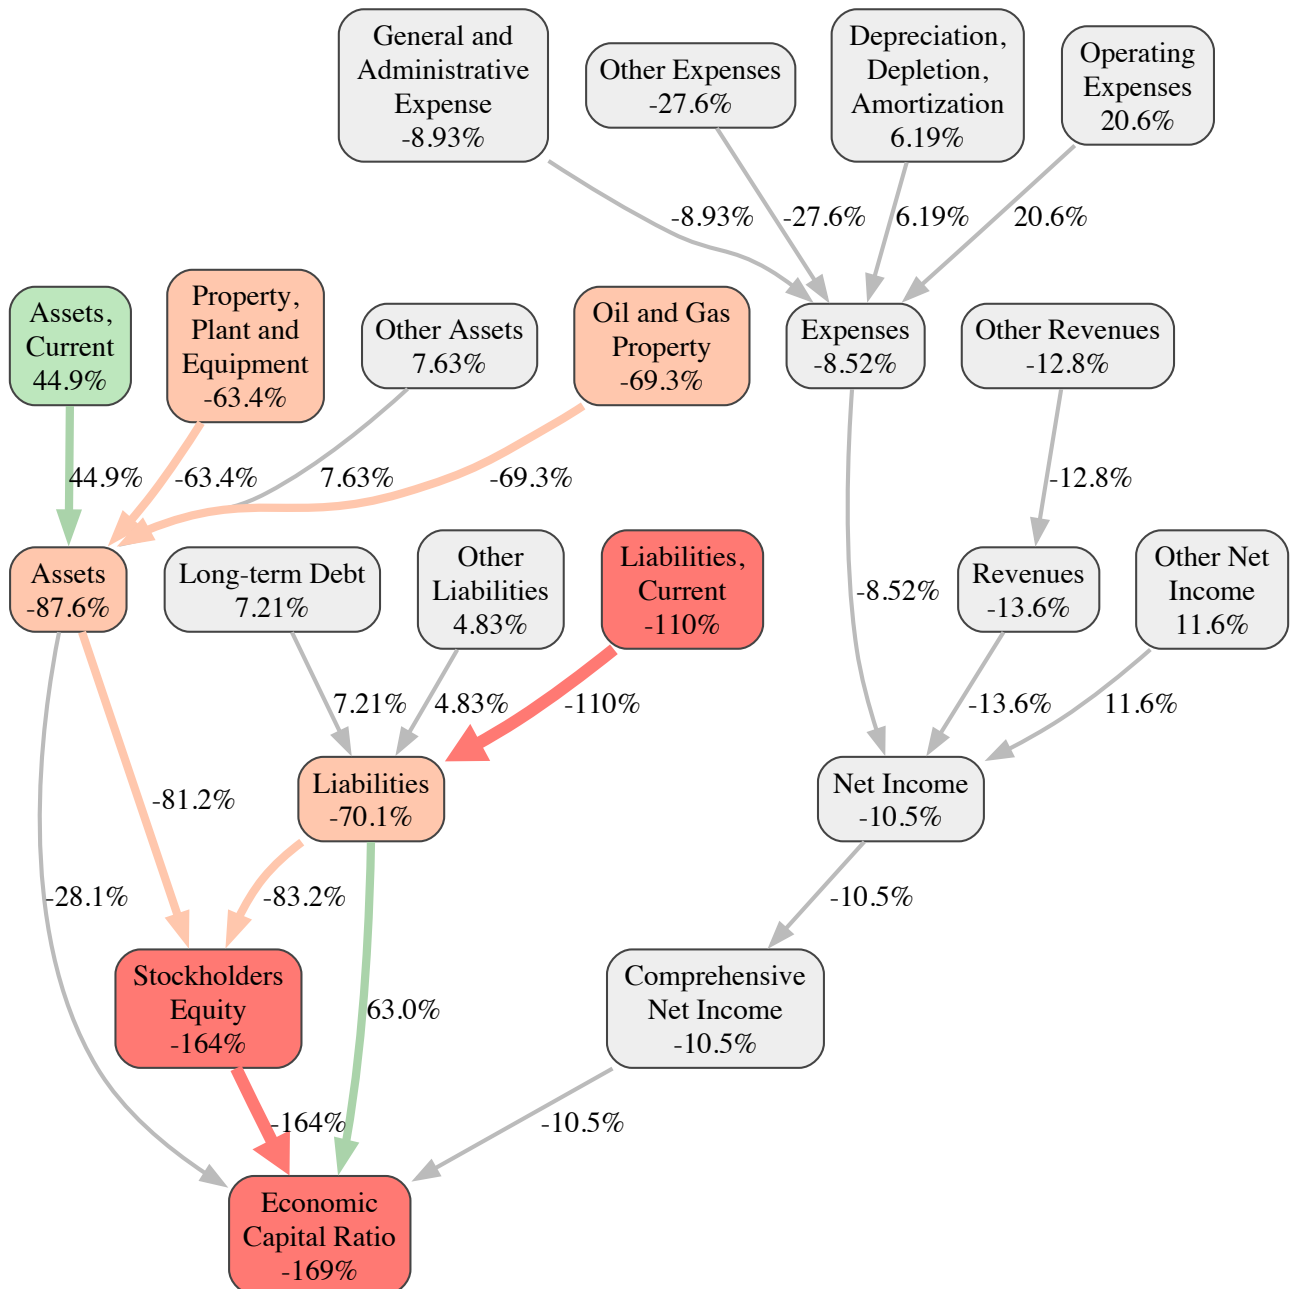 General and
Administrative
Expense
-8.93%
Other Expenses
-27.6%
Depreciation,
Depletion,
Amortization
6.19%
Operating
Expenses
20.6%
-8.93%
-27.6%
6.19%
20.6%
Assets,
Current
44.9%
Property,
Plant and
Equipment
-63.4%
Other Assets
7.63%
Oil and Gas
Property
-69.3%
Expenses
-8.52%
Other Revenues
-12.8%
44.9%
-63.4%
7.63%
-69.3%
-12.8%
Assets
-87.6%
Long-term Debt
7.21%
Other
Liabilities
4.83%
Liabilities,
Current
-110%
-8.52%
Revenues
-13.6%
Other Net
Income
11.6%
7.21%
4.83%
-110%
-13.6%
11.6%
-81.2%
Liabilities
-70.1%
Net Income
-10.5%
-28.1%
-83.2%
-10.5%
Stockholders
Equity
-164%
63.0%
Comprehensive
Net Income
-10.5%
-164%
-10.5%
Economic
Capital Ratio
-169%